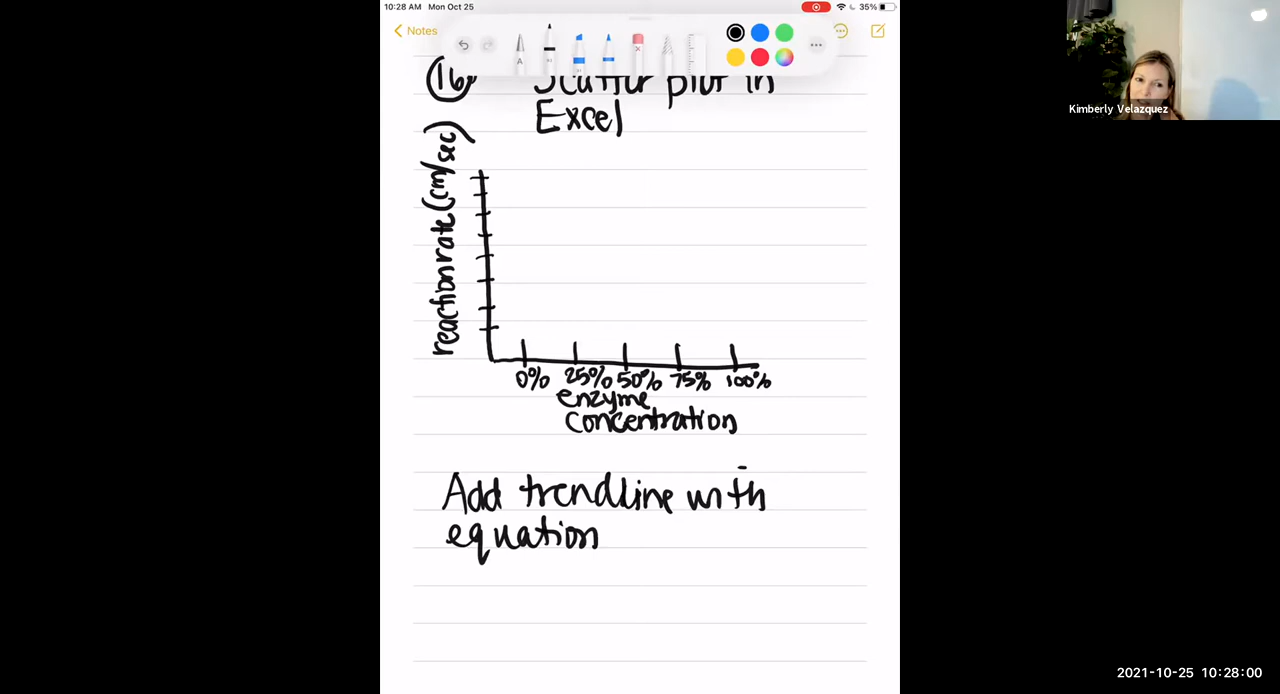 10:28 AM Mon Oct 25
35%
Notes
A
16
Scatter plot in
Excel
reaction rate (cm/sec)
0% 25% 50% 75% 100%
enzyme
concentration
Add trendline with
equation
Kimberly Velazquez
2021-10-25 10:28:00